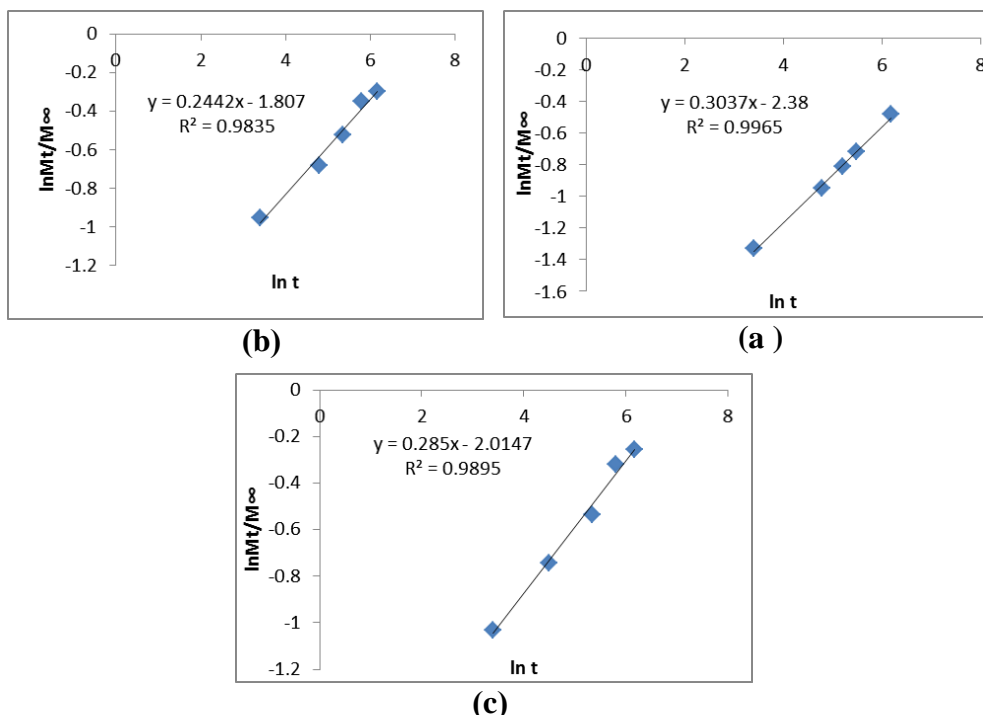 0
0 2 4 6 8
-0.2
-0.4
-0.6
-0.8
-1
-1.2
y = 0.2442x - 1.807
R² = 0.9835
lnMt/M∞
ln t
(b)
0
0 2 4 6 8
-0.2
-0.4
-0.6
-0.8
-1
-1.2
-1.4
-1.6
y = 0.3037x - 2.38
R² = 0.9965
lnMt/M∞
ln t
(a )
0
0 2 4 6 8
-0.2
-0.4
-0.6
-0.8
-1
-1.2
y = 0.285x - 2.0147
R² = 0.9895
lnMt/M∞
ln t
(c)